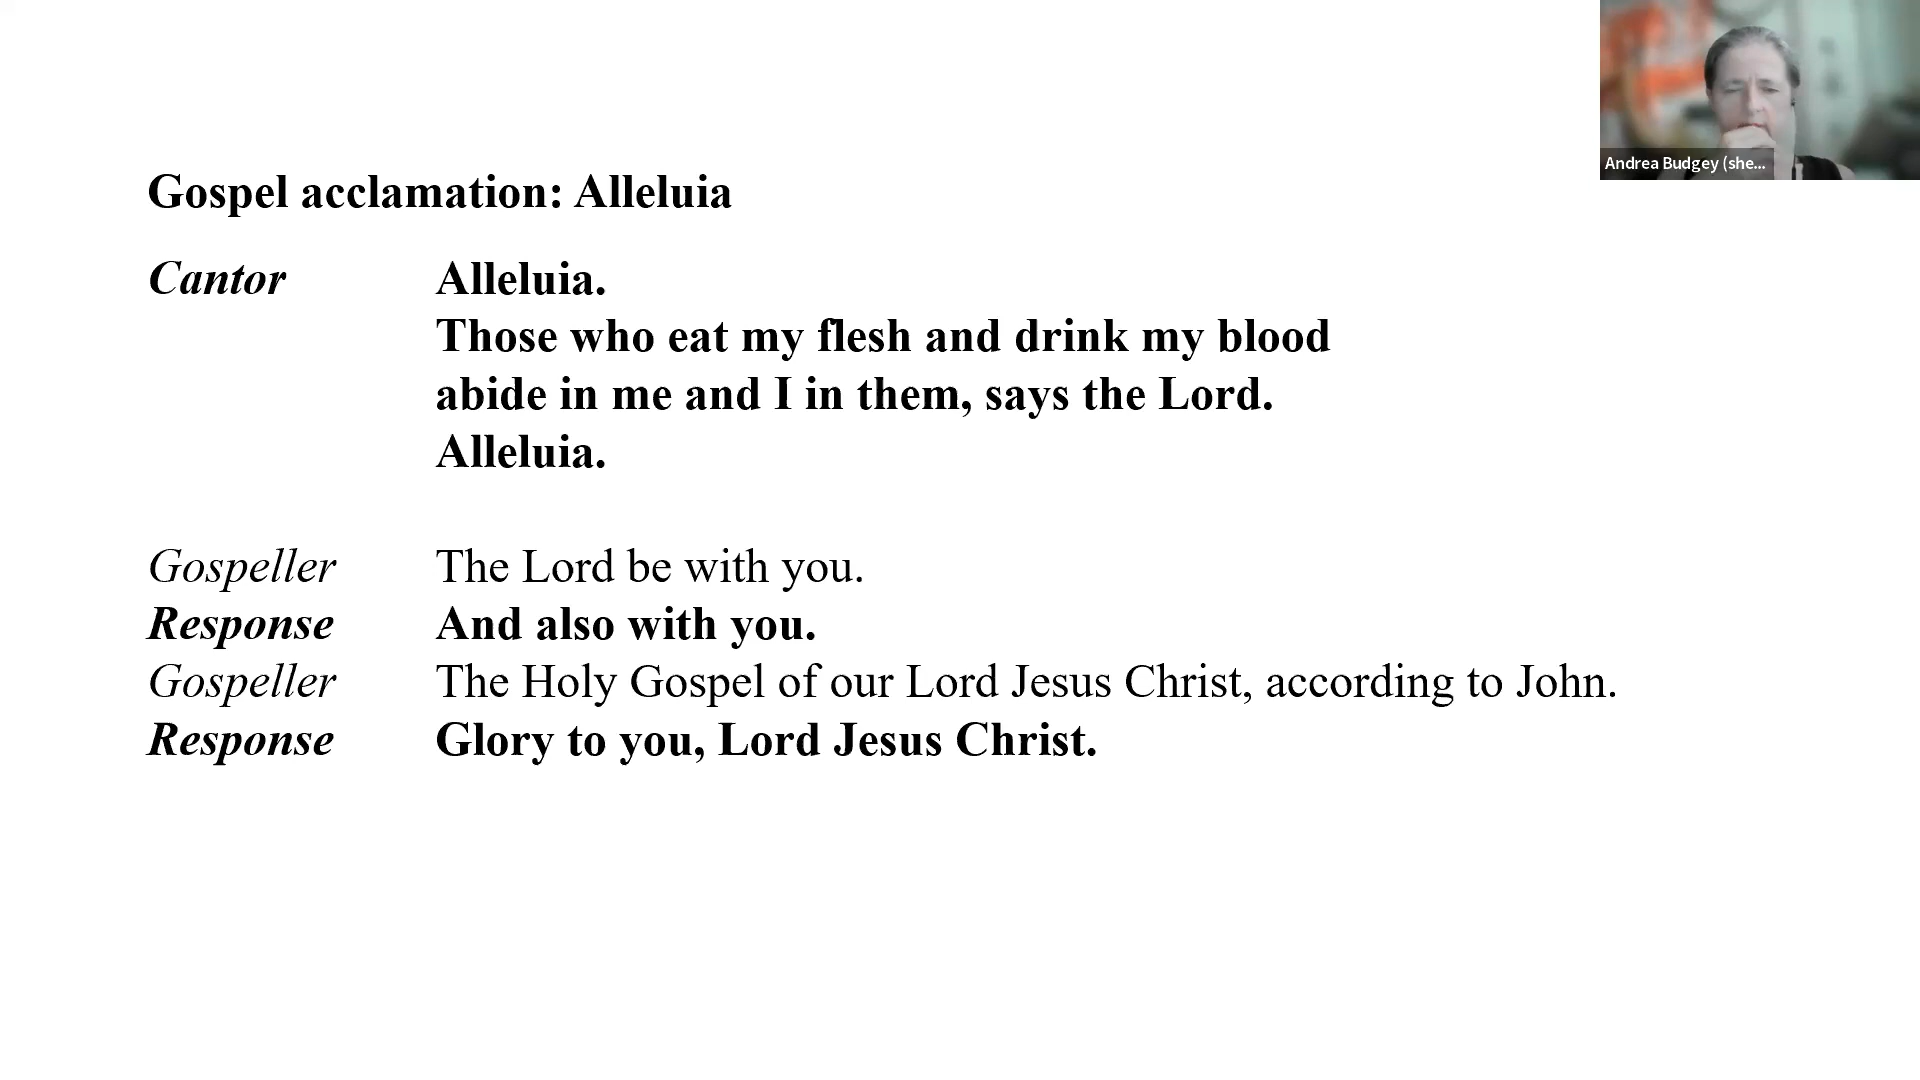 Andrea Budgey (she...
Gospel acclamation: Alleluia
Cantor Alleluia.
Those who eat my flesh and drink my blood
abide in me and I in them, says the Lord.
Alleluia.
Gospeller The Lord be with you.
Response And also with you.
Gospeller The Holy Gospel of our Lord Jesus Christ, according to John.
Response Glory to you, Lord Jesus Christ.